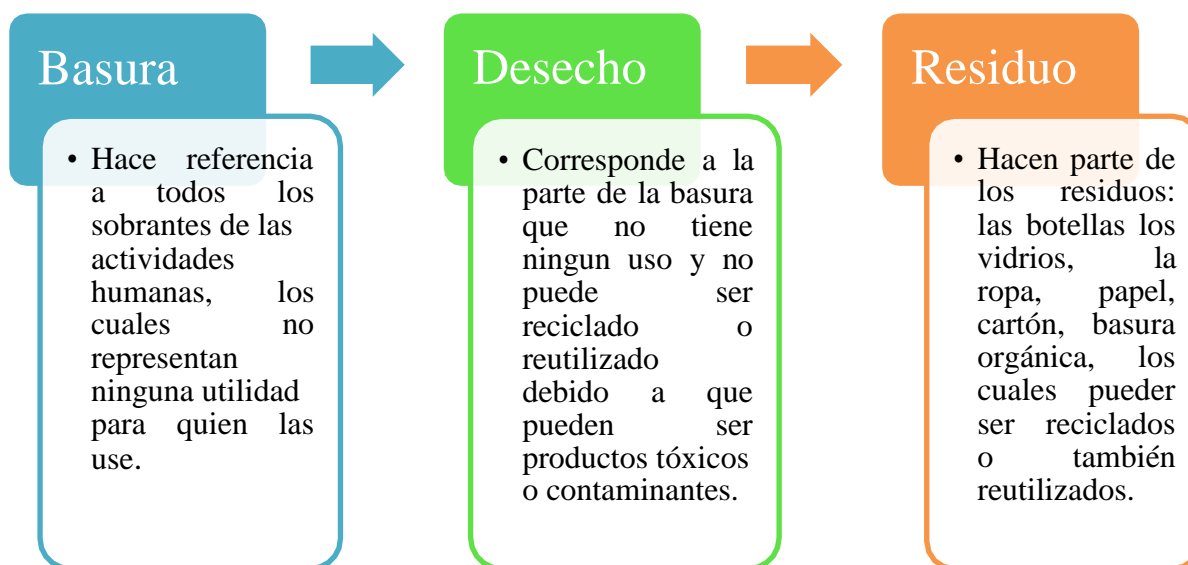 Basura
• Hace referencia
a todos los
sobrantes de las
actividades
humanas, los
cuales no
representan
ninguna utilidad
para quien las
use.
Desecho
• Corresponde a la
parte de la basura
que no tiene
ningun uso y no
puede ser
reciclado o
reutilizado
debido a que
pueden ser
productos tóxicos
o contaminantes.
Residuo
• Hacen parte de
los residuos:
las botellas los
vidrios, la
ropa, papel,
cartón, basura
orgánica, los
cuales pueder
ser reciclados
o también
reutilizados.